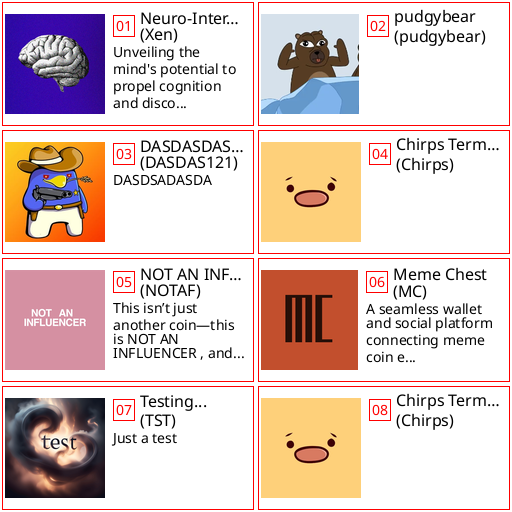 01
Neuro-Inter...
(Xen)
Unveiling the
mind's potential to
propel cognition
and disco...
02
pudgybear
(pudgybear)
03
DASDASDAS...
(DASDAS121)
DASDSADASDA
04
Chirps Term...
(Chirps)
05
NOT AN INF...
(NOTAF)
This isn't just
another coin—this
is NOT AN
INFLUENCER , and...
NOT AN
INFLUENCER
06
Meme Chest
(MC)
A seamless wallet
and social platform
connecting meme
coin e...
MC
07
Testing...
(TST)
Just a test
test
08
Chirps Term...
(Chirps)